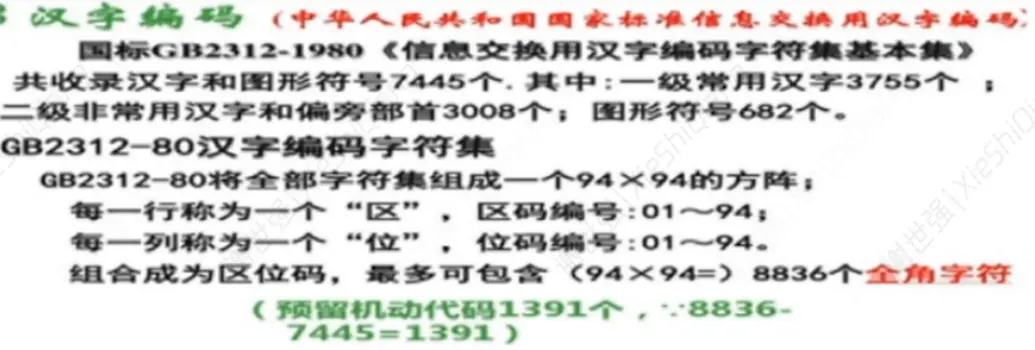 汉字编码（中华人民共和国国家标准信息交换用汉字编码）
国标GB2312-1980《信息交换用汉字编码字符集基本集》
共收录汉字和图形符号7445个.其中:一级常用汉字3755个；
二级非常用汉字和偏旁部首3008个；图形符号682个。
GB2312-80汉字编码字符集
GB2312-80将全部字符集组成一个94×94的方阵；
每一行称为一个“区”，区码编号:01～94；
每一列称为一个“位”，位码编号:01～94。
组合成为区位码，最多可包含（94×94=）8836个全角字符
（预留机动代码1391个，∵8836-
7445=1391）
谢世强|XieShiQ